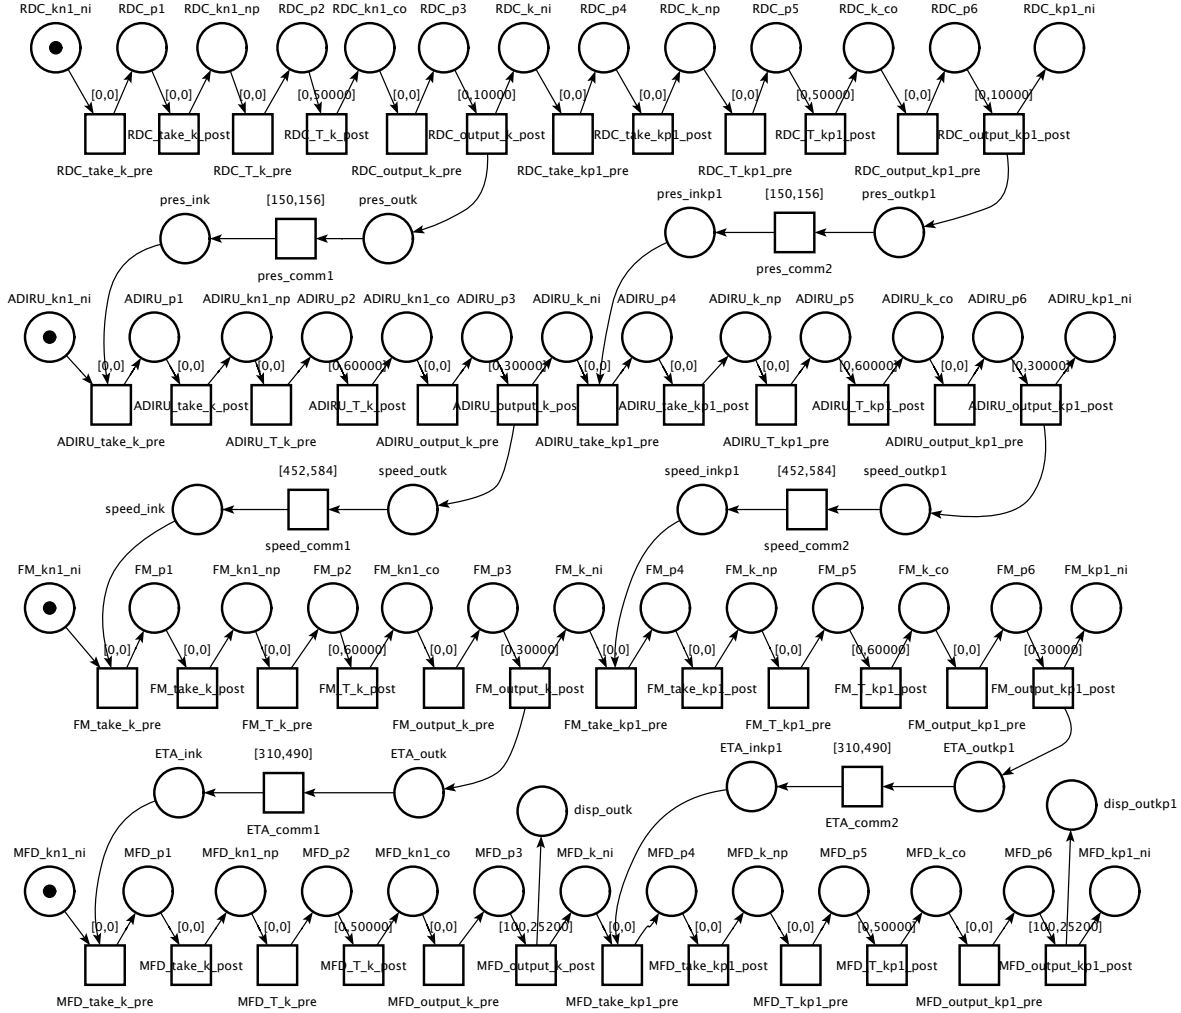 RDC_kn1_ni RDC_p1 RDC_kn1_np RDC_p2 RDC_kn1_co RDC_p3 RDC_k_ni RDC_p4 RDC_k_np RDC_p5 RDC_k_co RDC_p6 RDC_kp1_ni
[0,0] [0,0] [0,0] [0,50000] [0,0] [0,10000] [0,0] [0,0] [0,0] [0,50000] [0,0] [0,10000]
RDC_take_k_post RDC_T_k_post RDC_output_k_post RDC_take_kp1_post RDC_T_kp1_post RDC_output_kp1_post
RDC_take_k_pre RDC_T_k_pre RDC_output_k_pre RDC_take_kp1_pre RDC_T_kp1_pre RDC_output_kp1_pre
pres_ink [150,156] pres_outk pres_inkp1 [150,156] pres_outkp1
pres_comm1 pres_comm2
ADIRU_kn1_ni ADIRU_p1 ADIRU_kn1_np ADIRU_p2 ADIRU_kn1_co ADIRU_p3 ADIRU_k_ni ADIRU_p4 ADIRU_k_np ADIRU_p5 ADIRU_k_co ADIRU_p6 ADIRU_kp1_ni
[0,0] [0,0] [0,0] [0,60000] [0,0] [0,30000] [0,0] [0,0] [0,0] [0,60000] [0,0] [0,30000]
ADIRU_take_k_post ADIRU_T_k_post ADIRU_output_k_pos ADIRU_take_kp1_post ADIRU_T_kp1_post ADIRU_output_kp1_post
ADIRU_take_k_pre ADIRU_T_k_pre ADIRU_output_k_pre ADIRU_take_kp1_pre ADIRU_T_kp1_pre ADIRU_output_kp1_pre
speed_ink [452,584] speed_outk speed_inkp1 [452,584] speed_outkp1
speed_comm1 speed_comm2
FM_kn1_ni FM_p1 FM_kn1_np FM_p2 FM_kn1_co FM_p3 FM_k_ni FM_p4 FM_k_np FM_p5 FM_k_co FM_p6 FM_kp1_ni
[0,0] [0,0] [0,0] [0,60000] [0,0] [0,30000] [0,0] [0,0] [0,0] [0,60000] [0,0] [0,30000]
FM_take_k_post FM_T_k_post FM_output_k_post FM_take_kp1_post FM_T_kp1_post FM_output_kp1_post
FM_take_k_pre FM_T_k_pre FM_output_k_pre FM_take_kp1_pre FM_T_kp1_pre FM_output_kp1_pre
ETA_ink [310,490] ETA_outk ETA_inkp1 [310,490] ETA_outkp1
disp_outk disp_outkp1
ETA_comm1 ETA_comm2
MFD_kn1_ni MFD_p1 MFD_kn1_np MFD_p2 MFD_kn1_co MFD_p3 MFD_k_ni MFD_p4 MFD_k_np MFD_p5 MFD_k_co MFD_p6 MFD_kp1_ni
[0,0] [0,0] [0,0] [0,50000] [0,0] [100,25200] [0,0] [0,0] [0,0] [0,50000] [0,0] [100,25200]
MFD_take_k_post MFD_T_k_post MFD_output_k_post MFD_take_kp1_post MFD_T_kp1_post MFD_output_kp1_post
MFD_take_k_pre MFD_T_k_pre MFD_output_k_pre MFD_take_kp1_pre MFD_T_kp1_pre MFD_output_kp1_pre